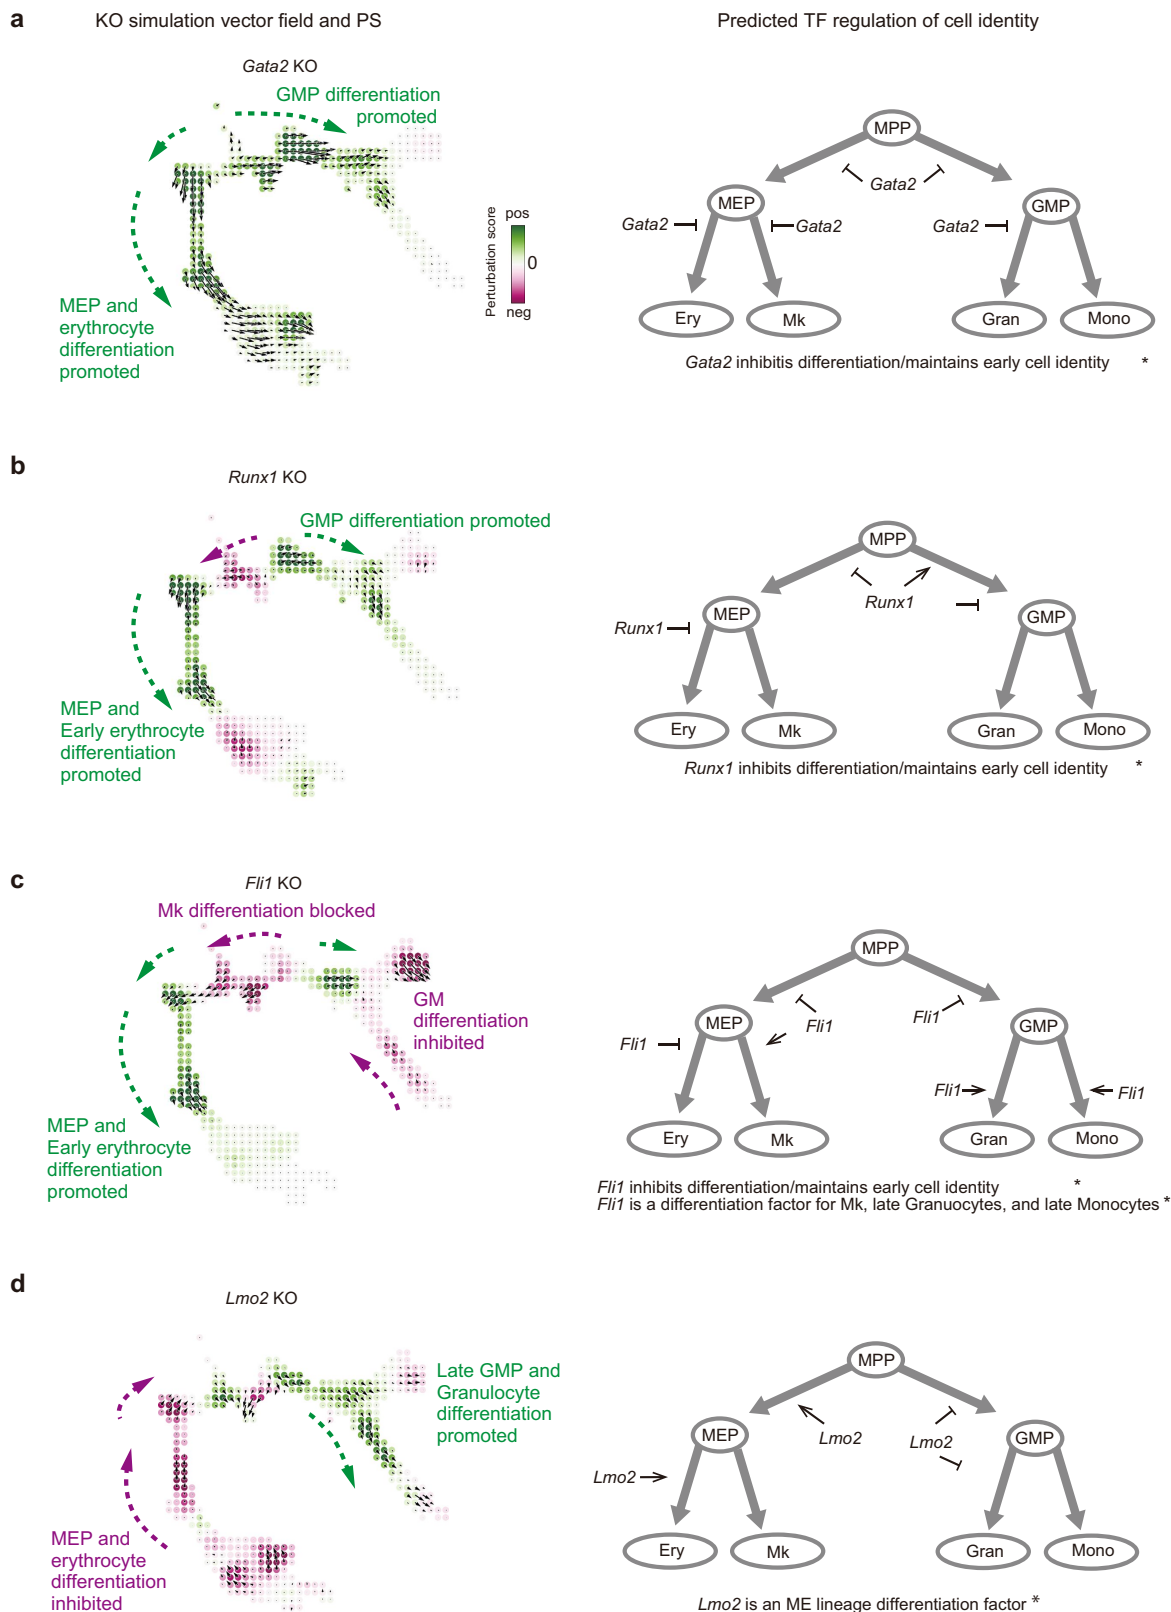 a
KO simulation vector field and PS
Predicted TF regulation of cell identity
Gata2 KO
GMP differentiation
promoted
MEP and
erythrocyte
differentiation
promoted
Perturbation score
pos
0
neg
MPP
Gata2
MEP
GMP
Gata2
Gata2
Gata2
Ery
Mk
Gran
Mono
Gata2 inhibitis differentiation/maintains early cell identity *
b
Runx1 KO
GMP differentiation promoted
MEP and
Early erythrocyte
differentiation
promoted
MPP
Runx1
MEP
GMP
Runx1
Ery
Mk
Gran
Mono
Runx1 inhibits differentiation/maintains early cell identity *
c
Fli1 KO
Mk differentiation blocked
GM
differentiation
inhibited
MEP and
Early erythrocyte
differentiation
promoted
MPP
Fli1
Fli1
MEP
GMP
Fli1
Fli1
Fli1
Ery
Mk
Gran
Mono
Fli1 inhibits differentiation/maintains early cell identity *
Fli1 is a differentiation factor for Mk, late Granuocytes, and late Monocytes *
d
Lmo2 KO
Late GMP and
Granulocyte
differentiation
promoted
MEP and
erythrocyte
differentiation
inhibited
MPP
Lmo2
Lmo2
MEP
GMP
Lmo2
Ery
Mk
Gran
Mono
Lmo2 is an ME lineage differentiation factor *